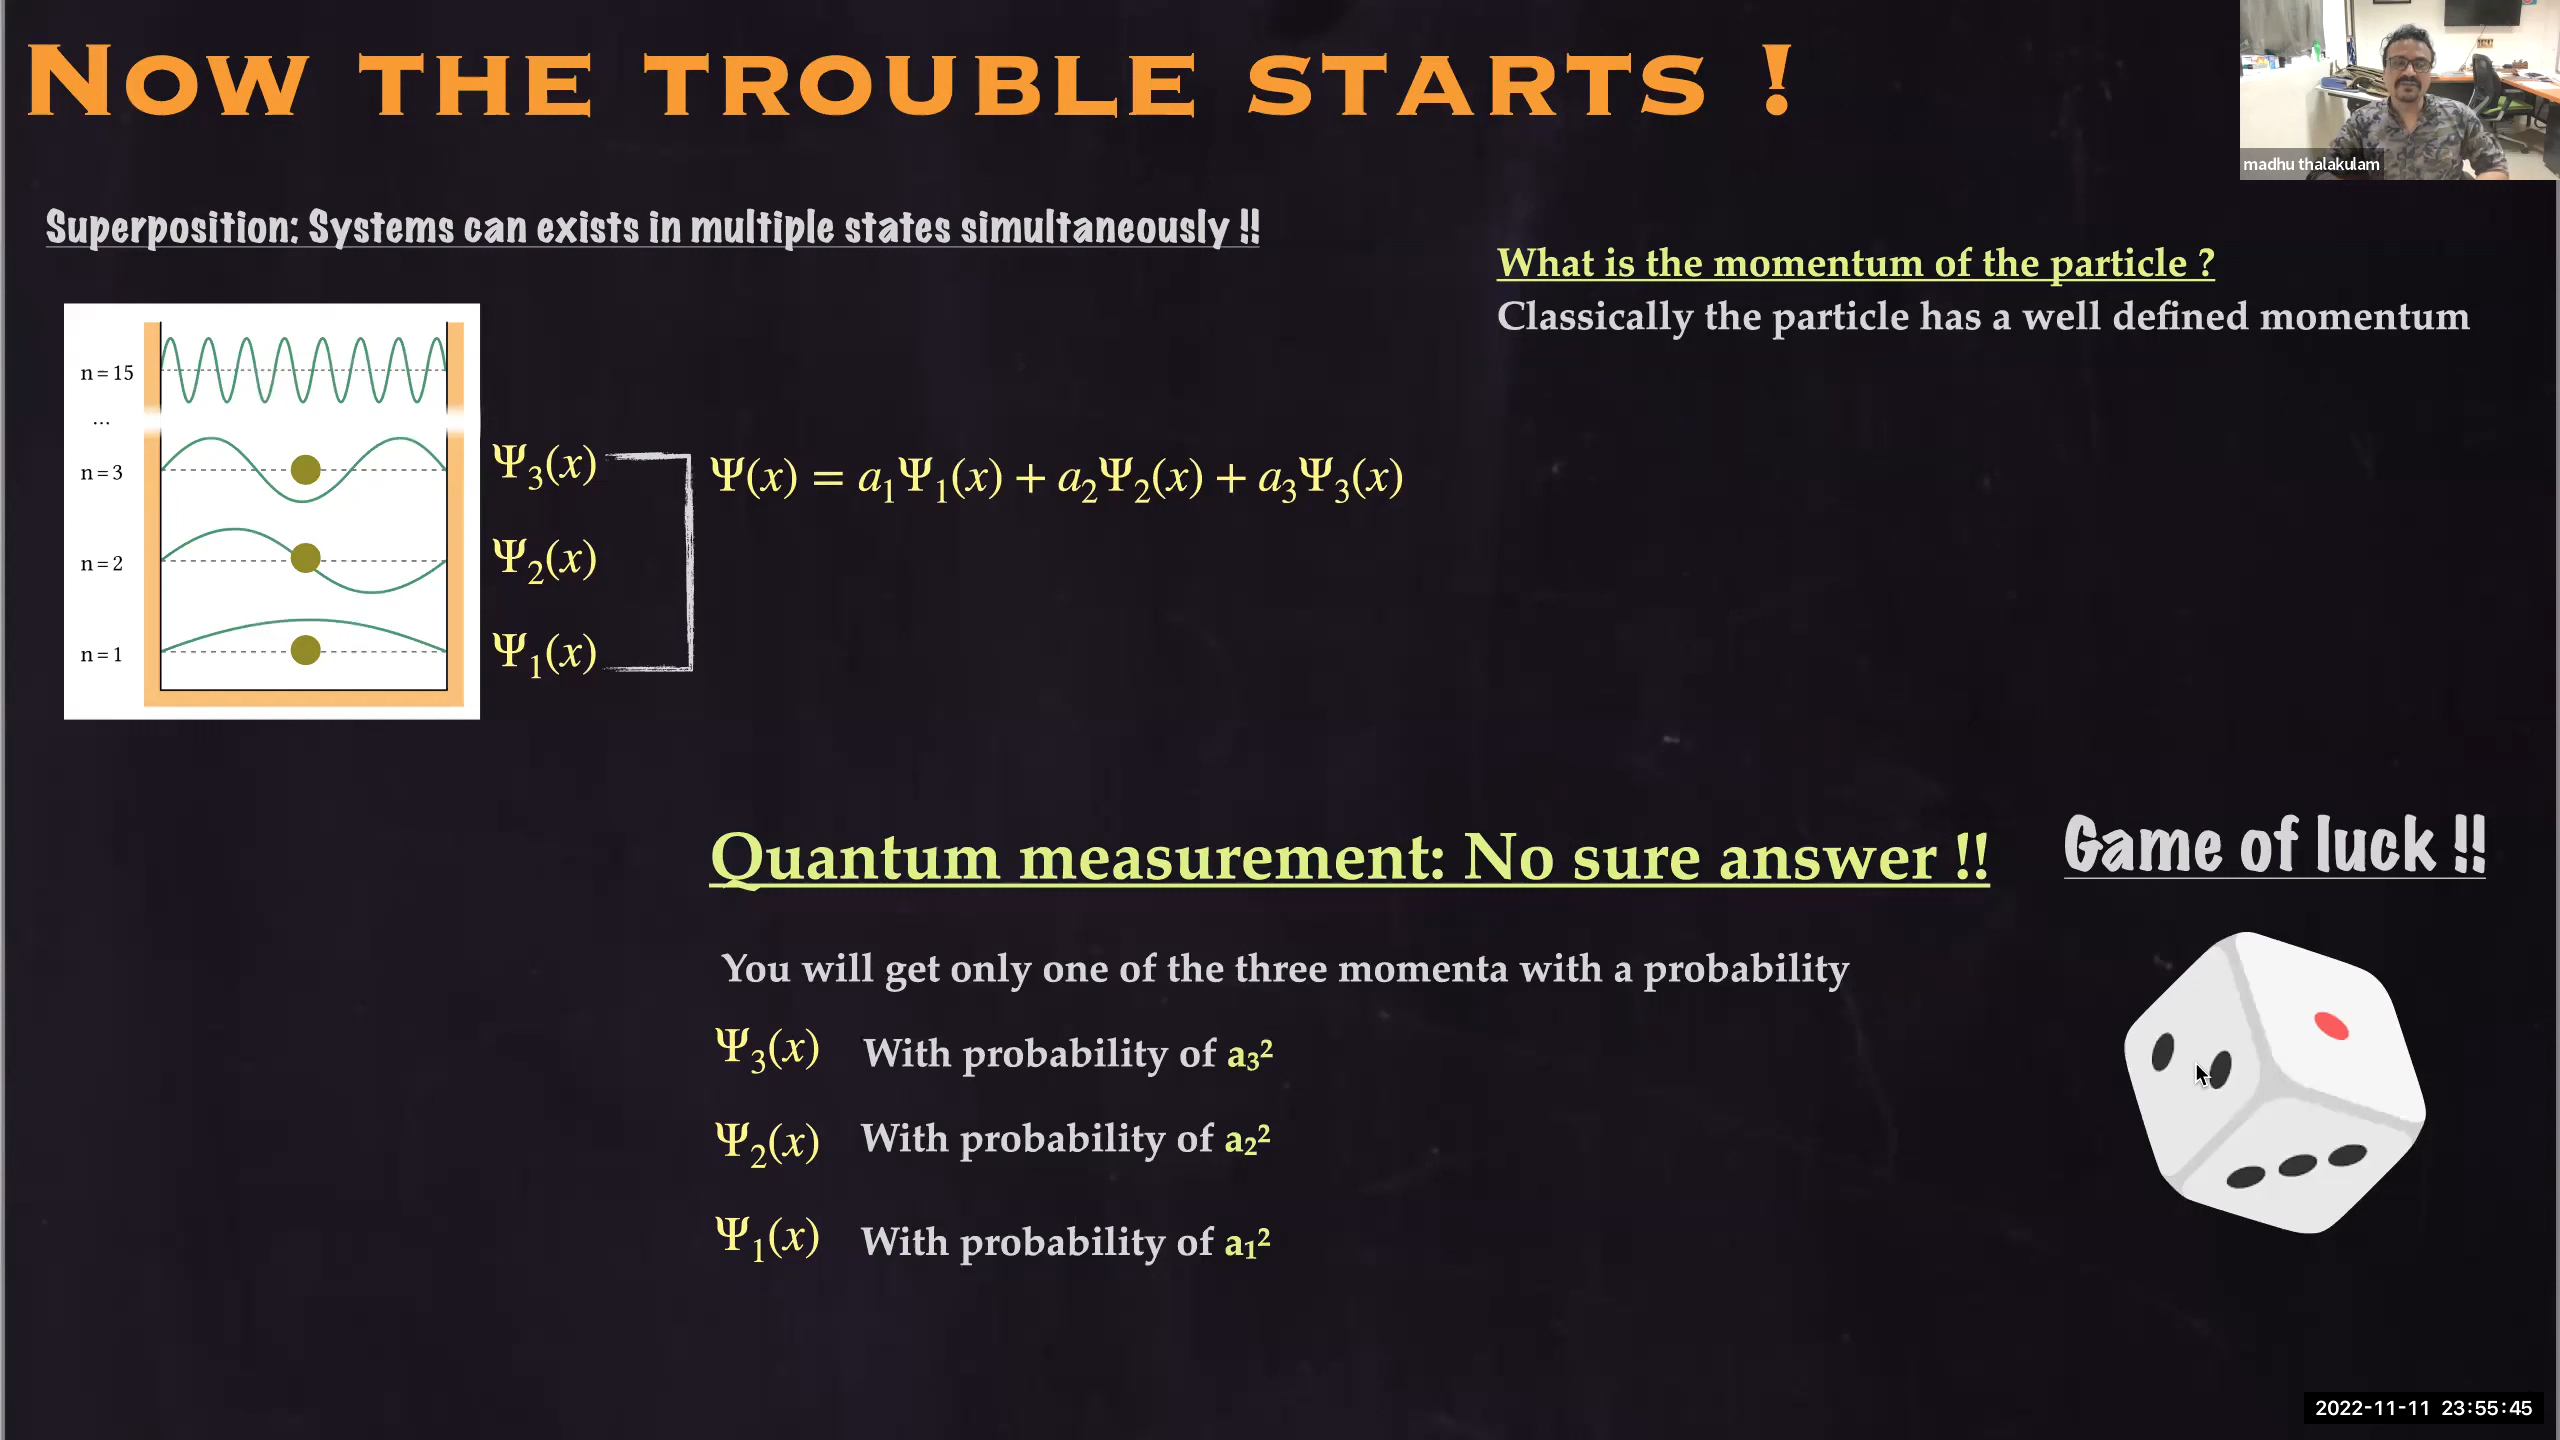 Now the trouble starts !
madhu thalakulam
Superposition: Systems can exists in multiple states simultaneously !!
What is the momentum of the particle ?
Classically the particle has a well defined momentum
n = 15
...
n = 3
n = 2
n = 1
Ψ₃(x)
Ψ₂(x)
Ψ₁(x)
Ψ(x) = a₁Ψ₁(x) + a₂Ψ₂(x) + a₃Ψ₃(x)
Quantum measurement: No sure answer !!
Game of luck !!
You will get only one of the three momenta with a probability
Ψ₃(x) With probability of a₃²
Ψ₂(x) With probability of a₂²
Ψ₁(x) With probability of a₁²
2022-11-11 23:55:45